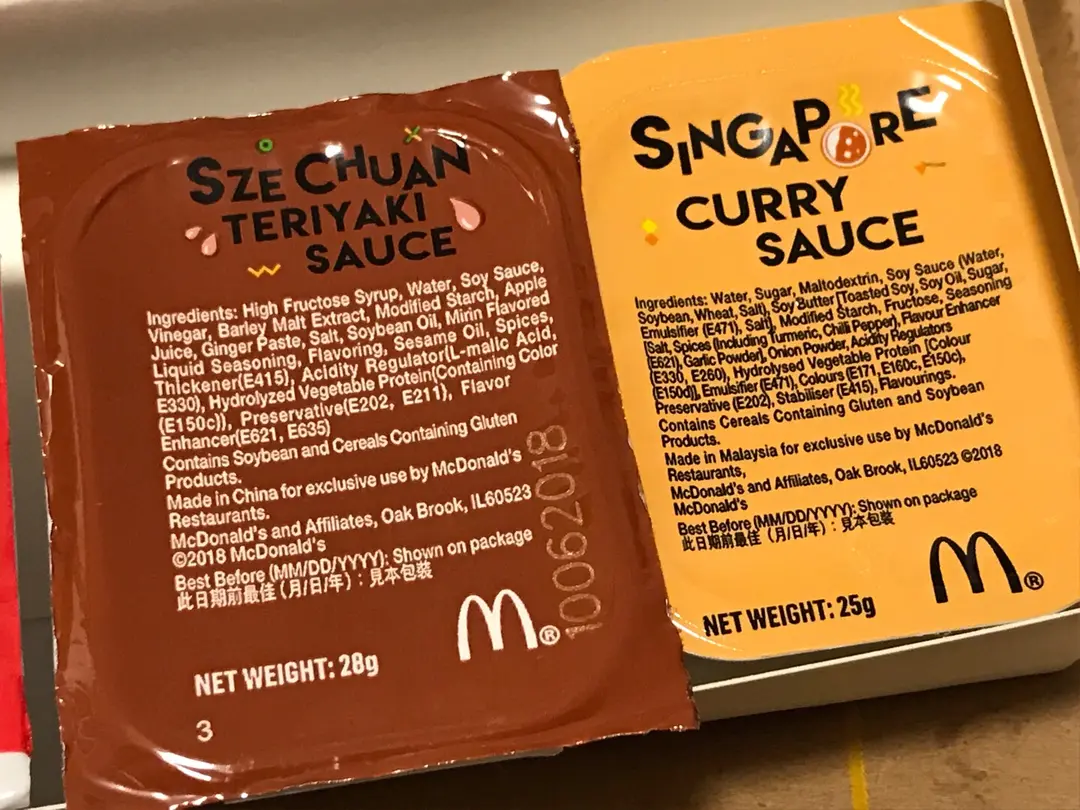 SZECHUAN
TERIYAKI
SAUCE
Ingredients: High Fructose Syrup, Water, Soy Sauce,
Vinegar, Barley Malt Extract, Modified Starch, Apple
Juice, Ginger Paste, Salt, Soybean Oil, Mirin Flavored
Liquid Seasoning, Flavoring, Sesame Oil, Spices,
Thickener(E415), Acidity Regulator(L-malic Acid,
E330), Hydrolyzed Vegetable Protein(Containing Color
(E150c)), Preservative(E202, E211), Flavor
Enhancer(E621, E635)
Contains Soybean and Cereals Containing Gluten
Products.
Made in China for exclusive use by McDonald's
Restaurants.
McDonald's and Affiliates, Oak Brook, IL60523
©2018 McDonald's
Best Before (MM/DD/YYYY): Shown on package
此日期前最佳（月/日/年）：見本包裝
10062018
M®
NET WEIGHT: 28g
3
SINGAPORE
CURRY
SAUCE
Ingredients: Water, Sugar, Maltodextrin, Soy Sauce (Water,
Soybean, Wheat, Salt), Soy Butter [Toasted Soy, Soy Oil, Sugar,
Emulsifier (E471), Salt], Modified Starch, Fructose, Seasoning
[Salt, Spices (Including Turmeric, Chilli Pepper), Flavour Enhancer
(E621), Garlic Powder], Onion Powder, Acidity Regulators
(E330, E260), Hydrolysed Vegetable Protein [Colour
(E150d)], Emulsifier (E471), Colours (E171, E160c, E150c),
Preservative (E202), Stabiliser (E415), Flavourings.
Contains Cereals Containing Gluten and Soybean
Products.
Made in Malaysia for exclusive use by McDonald's
Restaurants,
McDonald's and Affiliates, Oak Brook, IL60523 ©2018
McDonald's
Best Before (MM/DD/YYYY): Shown on package
此日期前最佳（月/日/年）：見本包裝
M®
NET WEIGHT: 25g